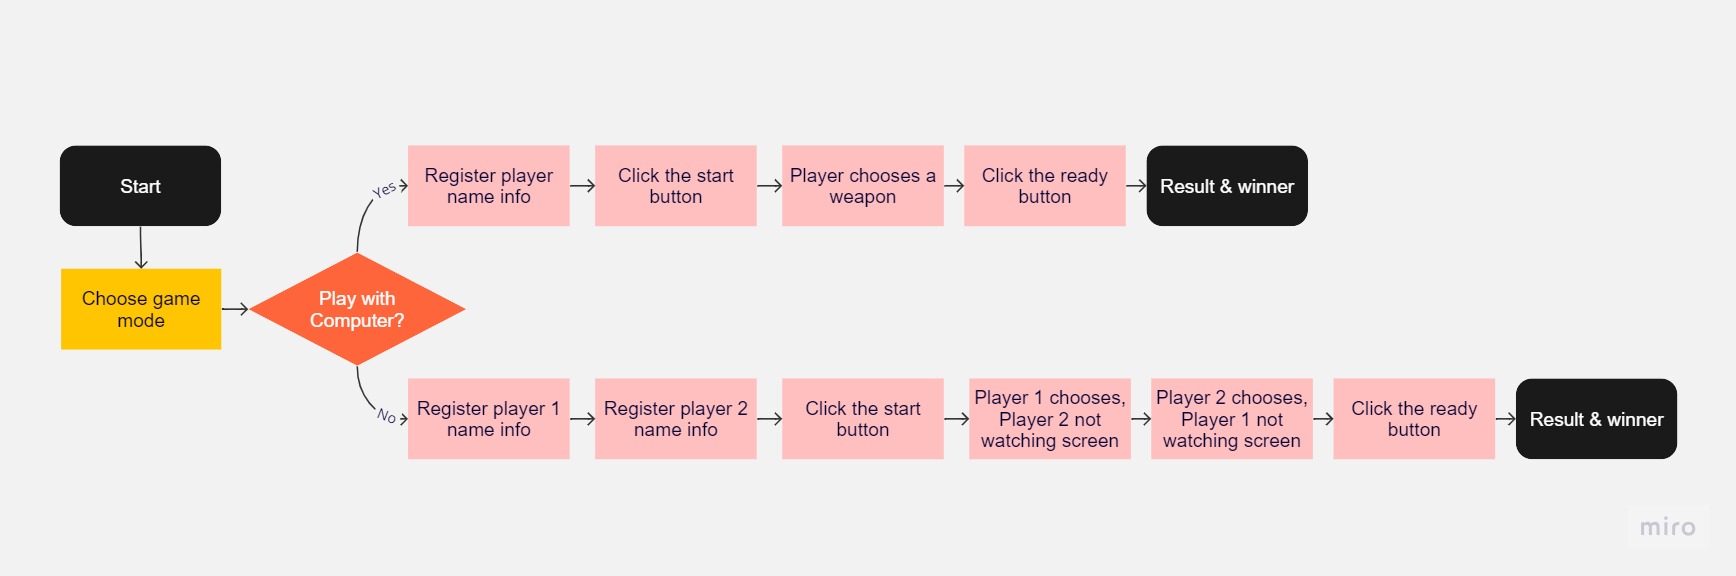 Start
Choose game
mode
Play with
Computer?
Yes
Register player
name info
Click the start
button
Player chooses a
weapon
Click the ready
button
Result & winner
No
Register player 1
name info
Register player 2
name info
Click the start
button
Player 1 chooses,
Player 2 not
watching screen
Player 2 chooses,
Player 1 not
watching screen
Click the ready
button
Result & winner
miro